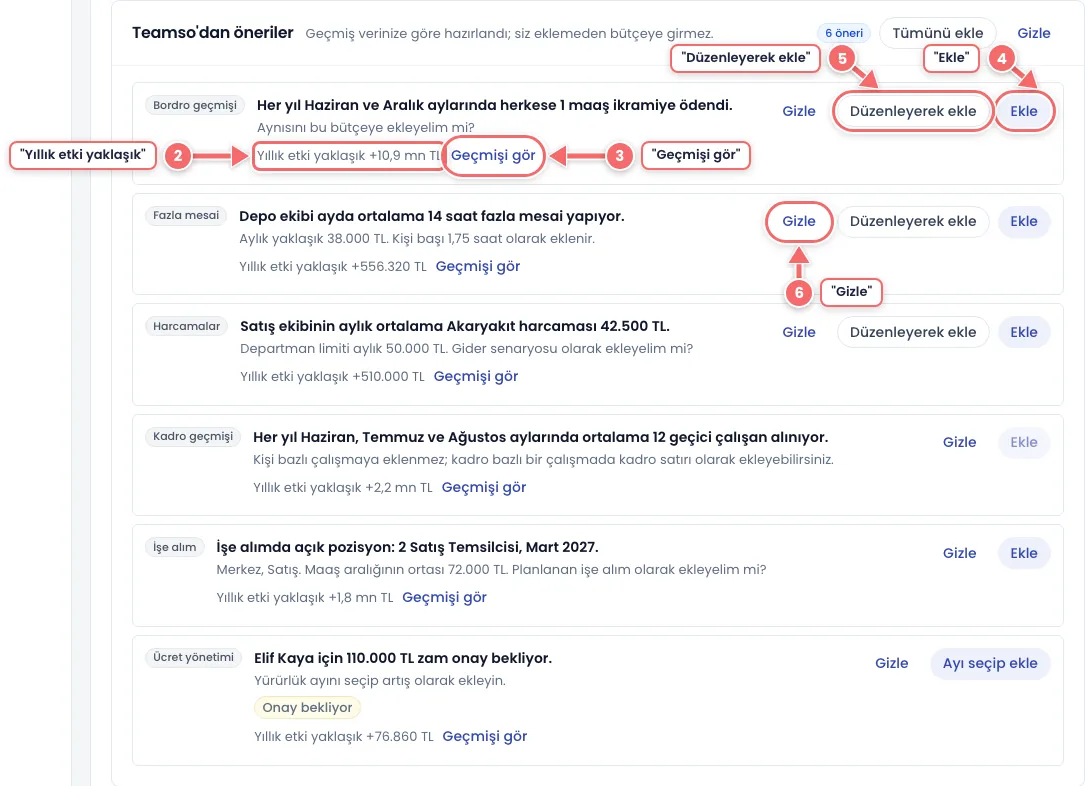 Teamso'dan öneriler Geçmiş verinize göre hazırlandı; siz eklemeden bütçeye girmez. 6 öneri Tümünü ekle Gizle
"Düzenleyerek ekle" 5 "Ekle" 4
Bordro geçmişi Her yıl Haziran ve Aralık aylarında herkese 1 maaş ikramiye ödendi. Gizle Düzenleyerek ekle Ekle
Aynısını bu bütçeye ekleyelim mi?
"Yıllık etki yaklaşık" 2 Yıllık etki yaklaşık +10,9 mn TL Geçmişi gör 3 "Geçmişi gör"
Fazla mesai Depo ekibi ayda ortalama 14 saat fazla mesai yapıyor. Gizle Düzenleyerek ekle Ekle
Aylık yaklaşık 38.000 TL. Kişi başı 1,75 saat olarak eklenir.
Yıllık etki yaklaşık +556.320 TL Geçmişi gör
6 "Gizle"
Harcamalar Satış ekibinin aylık ortalama Akaryakıt harcaması 42.500 TL. Gizle Düzenleyerek ekle Ekle
Departman limiti aylık 50.000 TL. Gider senaryosu olarak ekleyelim mi?
Yıllık etki yaklaşık +510.000 TL Geçmişi gör
Kadro geçmişi Her yıl Haziran, Temmuz ve Ağustos aylarında ortalama 12 geçici çalışan alınıyor. Gizle Ekle
Kişi bazlı çalışmaya eklenmez; kadro bazlı bir çalışmada kadro satırı olarak ekleyebilirsiniz.
Yıllık etki yaklaşık +2,2 mn TL Geçmişi gör
İşe alım İşe alımda açık pozisyon: 2 Satış Temsilcisi, Mart 2027. Gizle Ekle
Merkez, Satış. Maaş aralığının ortası 72.000 TL. Planlanan işe alım olarak ekleyelim mi?
Yıllık etki yaklaşık +1,8 mn TL Geçmişi gör
Ücret yönetimi Elif Kaya için 110.000 TL zam onay bekliyor. Gizle Ayı seçip ekle
Yürürlük ayını seçip artış olarak ekleyin.
Onay bekliyor
Yıllık etki yaklaşık +76.860 TL Geçmişi gör